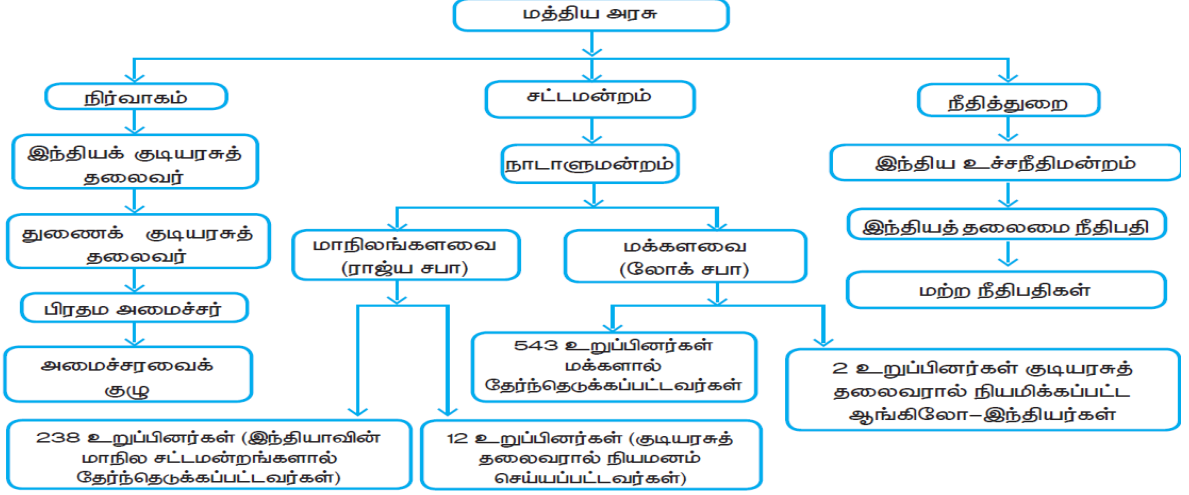 மத்திய அரசு
நிர்வாகம்
சட்டமன்றம்
நீதித்துறை
இந்தியக் குடியரசுத்
தலைவர்
நாடாளுமன்றம்
இந்திய உச்சநீதிமன்றம்
துணைக் குடியரசுத்
தலைவர்
மாநிலங்களவை
(ராஜ்ய சபா)
மக்களவை
(லோக் சபா)
இந்தியத் தலைமை நீதிபதி
மற்ற நீதிபதிகள்
பிரதம அமைச்சர்
அமைச்சரவைக்
குழு
543 உறுப்பினர்கள்
மக்களால்
தேர்ந்தெடுக்கப்பட்டவர்கள்
2 உறுப்பினர்கள் குடியரசுத்
தலைவரால் நியமிக்கப்பட்ட
ஆங்கிலோ–இந்தியர்கள்
238 உறுப்பினர்கள் (இந்தியாவின்
மாநில சட்டமன்றங்களால்
தேர்ந்தெடுக்கப்பட்டவர்கள்)
12 உறுப்பினர்கள் (குடியரசுத்
தலைவரால் நியமனம்
செய்யப்பட்டவர்கள்)